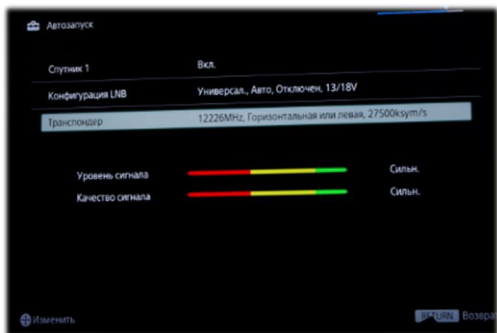 Автозапуск
Спутник 1 Вкл.
Конфигурация LNB Универсал., Авто, Отключен, 13/18V
Транспондер 12226MHz, Горизонтальная или левая, 27500ksym/s
Уровень сигнала Сильн.
Качество сигнала Сильн.
Изменить RETURN Возвра